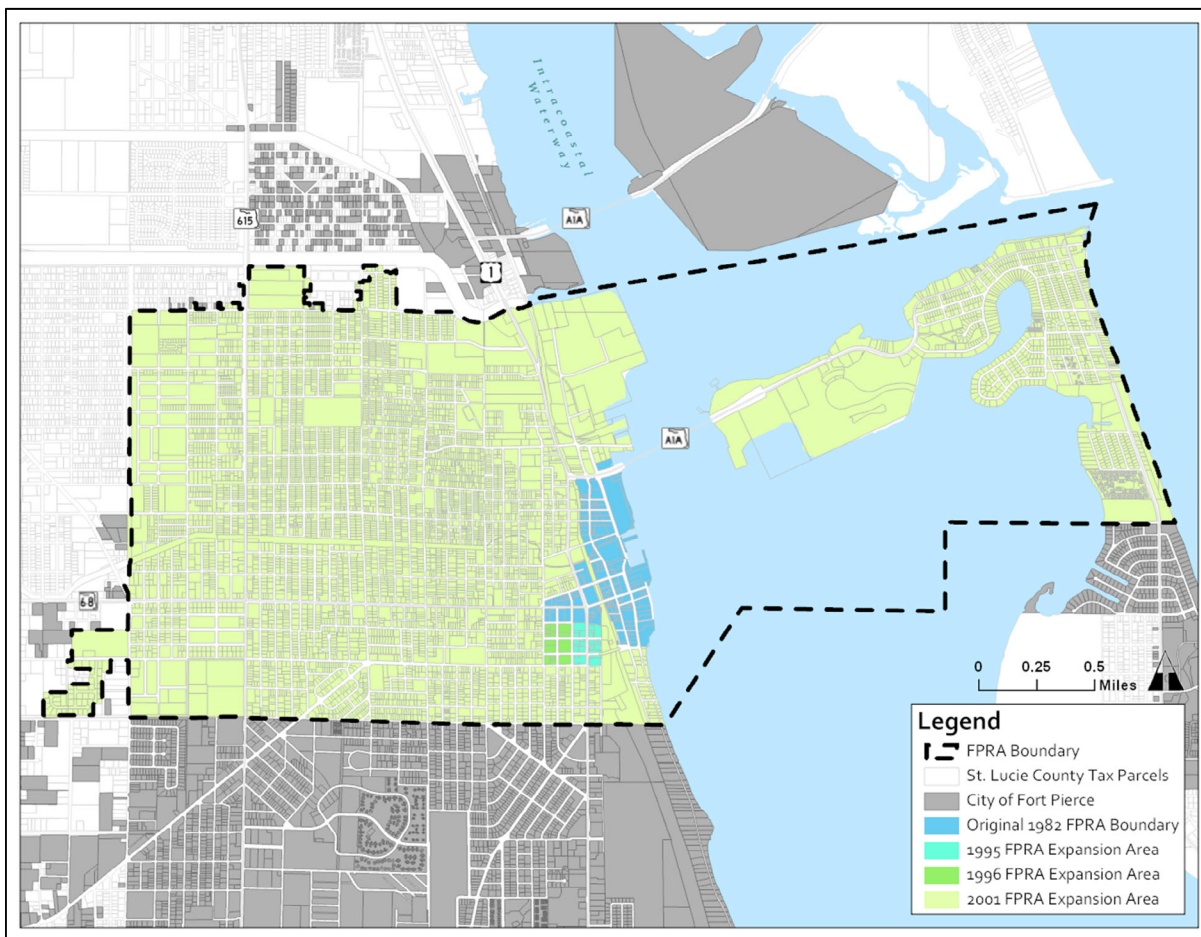 Intracoastal
Waterway
615
A1A
1
A1A
68
0 0.25 0.5
Miles
Legend
FPRA Boundary
St. Lucie County Tax Parcels
City of Fort Pierce
Original 1982 FPRA Boundary
1995 FPRA Expansion Area
1996 FPRA Expansion Area
2001 FPRA Expansion Area